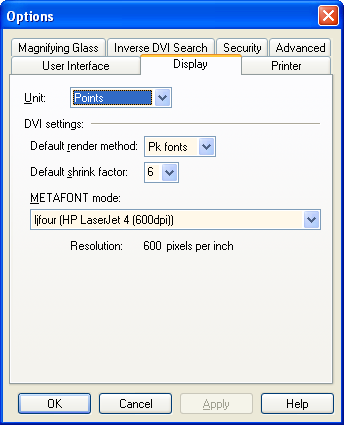 Options
Magnifying Glass Inverse DVI Search Security Advanced
User Interface Display Printer
Unit: Points
DVI settings:
Default render method: Pk fonts
Default shrink factor: 6
METAFONT mode:
ljfour (HP LaserJet 4 (600dpi))
Resolution: 600 pixels per inch
OK Cancel Apply Help